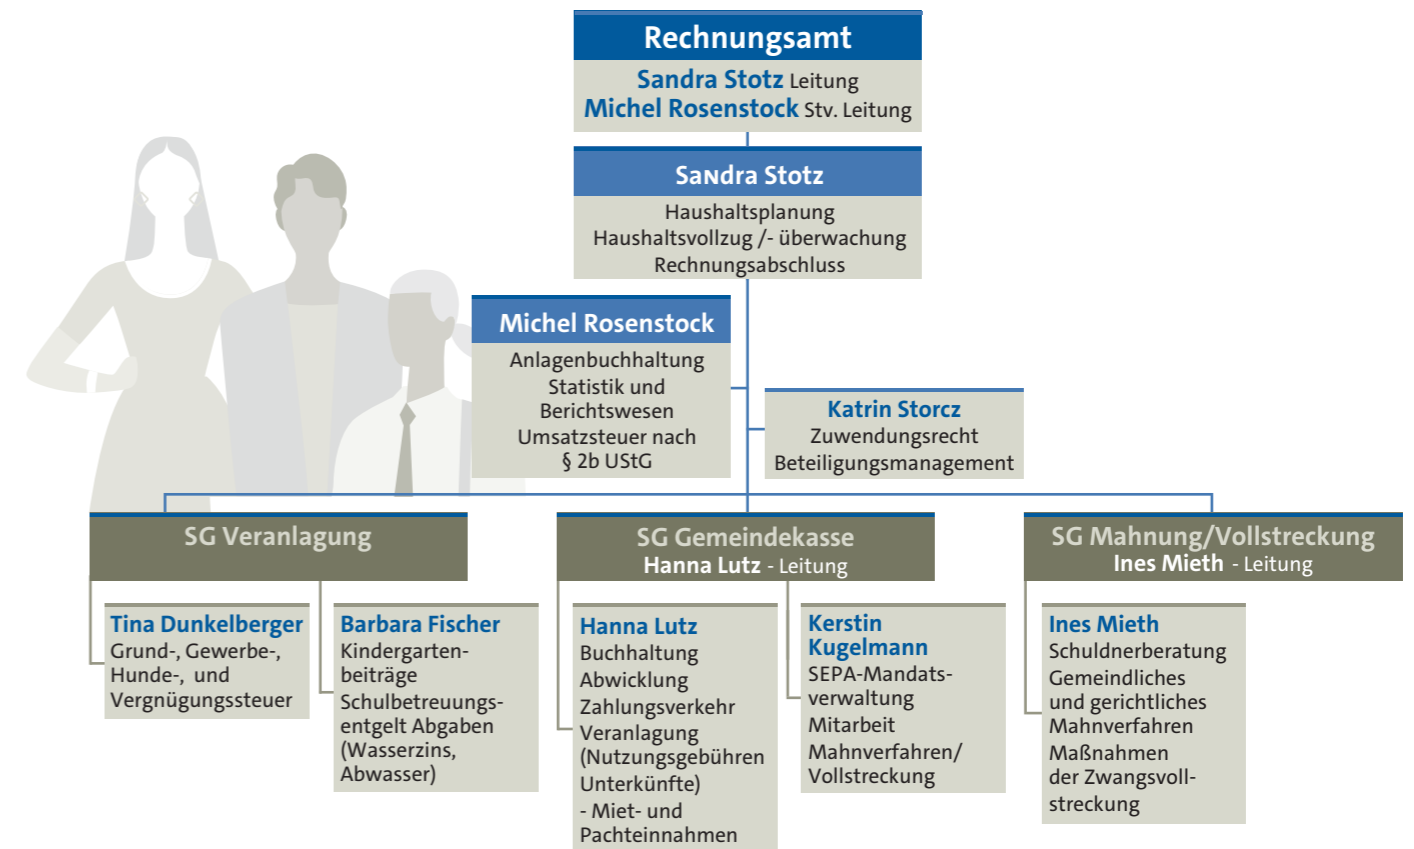 Rechnungsamt
Sandra Stotz Leitung
Michel Rosenstock Stv. Leitung
Sandra Stotz
Haushaltsplanung
Haushaltsvollzug /- überwachung
Rechnungsabschluss
Michel Rosenstock
Anlagenbuchhaltung
Statistik und
Berichtswesen
Umsatzsteuer nach
§ 2b UStG
Katrin Storcz
Zuwendungsrecht
Beteiligungsmanagement
SG Veranlagung
Tina Dunkelberger
Grund-, Gewerbe-,
Hunde-, und
Vergnügungssteuer
Barbara Fischer
Kindergarten-
beiträge
Schulbetreuungs-
entgelt Abgaben
(Wasserzins,
Abwasser)
SG Gemeindekasse
Hanna Lutz - Leitung
Hanna Lutz
Buchhaltung
Abwicklung
Zahlungsverkehr
Veranlagung
(Nutzungsgebühren
Unterkünfte)
- Miet- und
Pachteinnahmen
Kerstin
Kugelmann
SEPA-Mandats-
verwaltung
Mitarbeit
Mahnverfahren/
Vollstreckung
SG Mahnung/Vollstreckung
Ines Mieth - Leitung
Ines Mieth
Schuldnerberatung
Gemeindliches
und gerichtliches
Mahnverfahren
Maßnahmen
der Zwangsvoll-
streckung